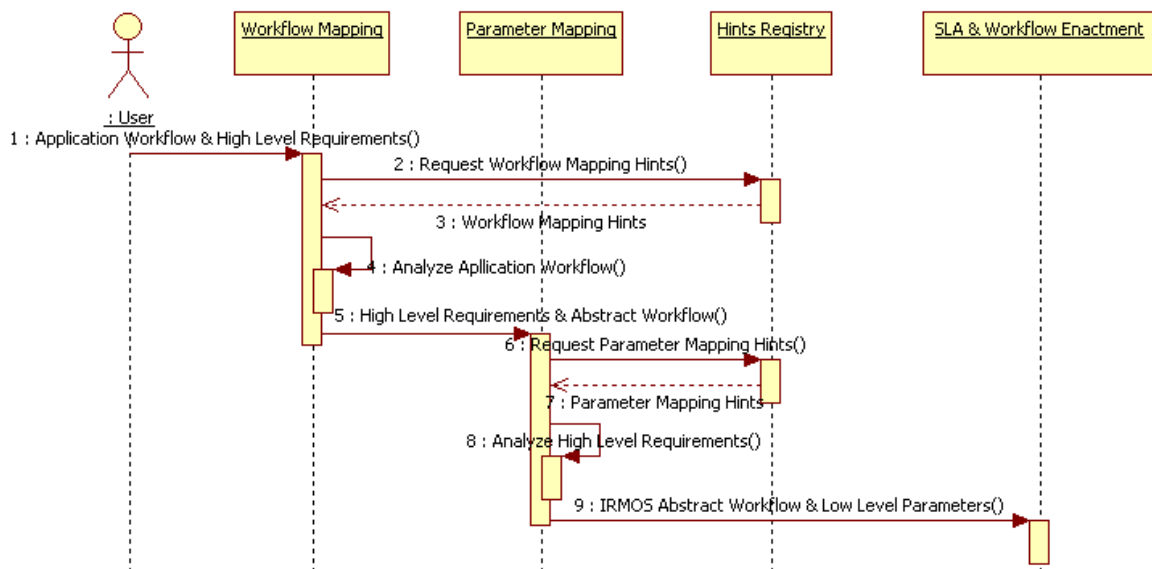 Workflow Mapping
Parameter Mapping
Hints Registry
SLA & Workflow Enactment
: User
1 : Application Workflow & High Level Requirements()
2 : Request Workflow Mapping Hints()
3 : Workflow Mapping Hints
4 : Analyze Apllication Workflow()
5 : High Level Requirements & Abstract Workflow()
6 : Request Parameter Mapping Hints()
7 : Parameter Mapping Hints
8 : Analyze High Level Requirements()
9 : IRMOS Abstract Workflow & Low Level Parameters()